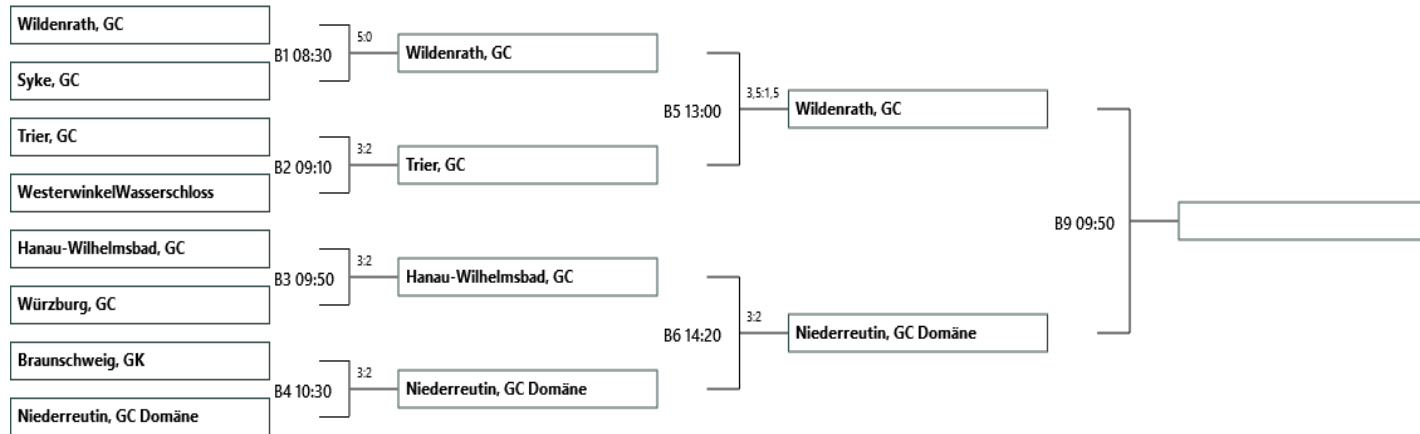 Wildenrath, GC
B1 08:30
5:0
Wildenrath, GC
Syke, GC
B5 13:00
3,5:1,5
Wildenrath, GC
Trier, GC
B2 09:10
3:2
Trier, GC
WesterwinkelWasserschloss
B9 09:50
Hanau-Wilhelmsbad, GC
B3 09:50
3:2
Hanau-Wilhelmsbad, GC
Würzburg, GC
B6 14:20
3:2
Niederreutin, GC Domäne
Braunschweig, GK
B4 10:30
3:2
Niederreutin, GC Domäne
Niederreutin, GC Domäne